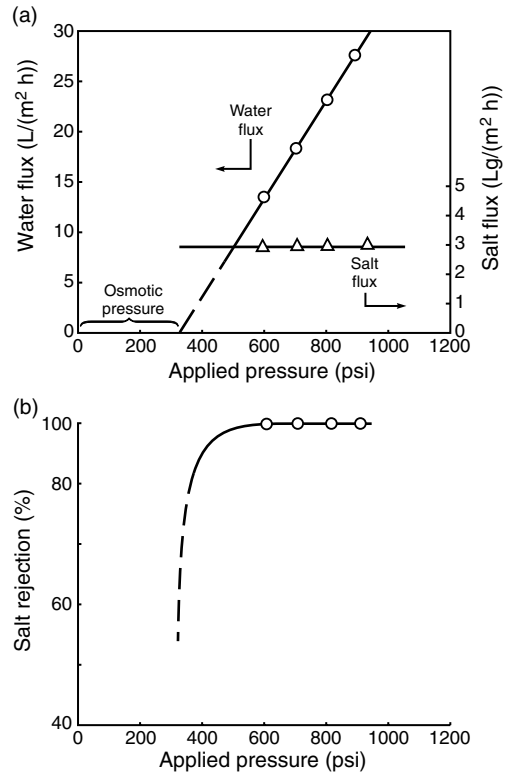 (a)
30
25
20
15
10
5
0
Water flux (L/(m² h))
Water
flux
Osmotic
pressure
Salt
flux
5
4
3
2
1
0
Salt flux (Lg/(m² h))
0 200 400 600 800 1000 1200
Applied pressure (psi)
(b)
100
80
60
40
Salt rejection (%)
0 200 400 600 800 1000 1200
Applied pressure (psi)